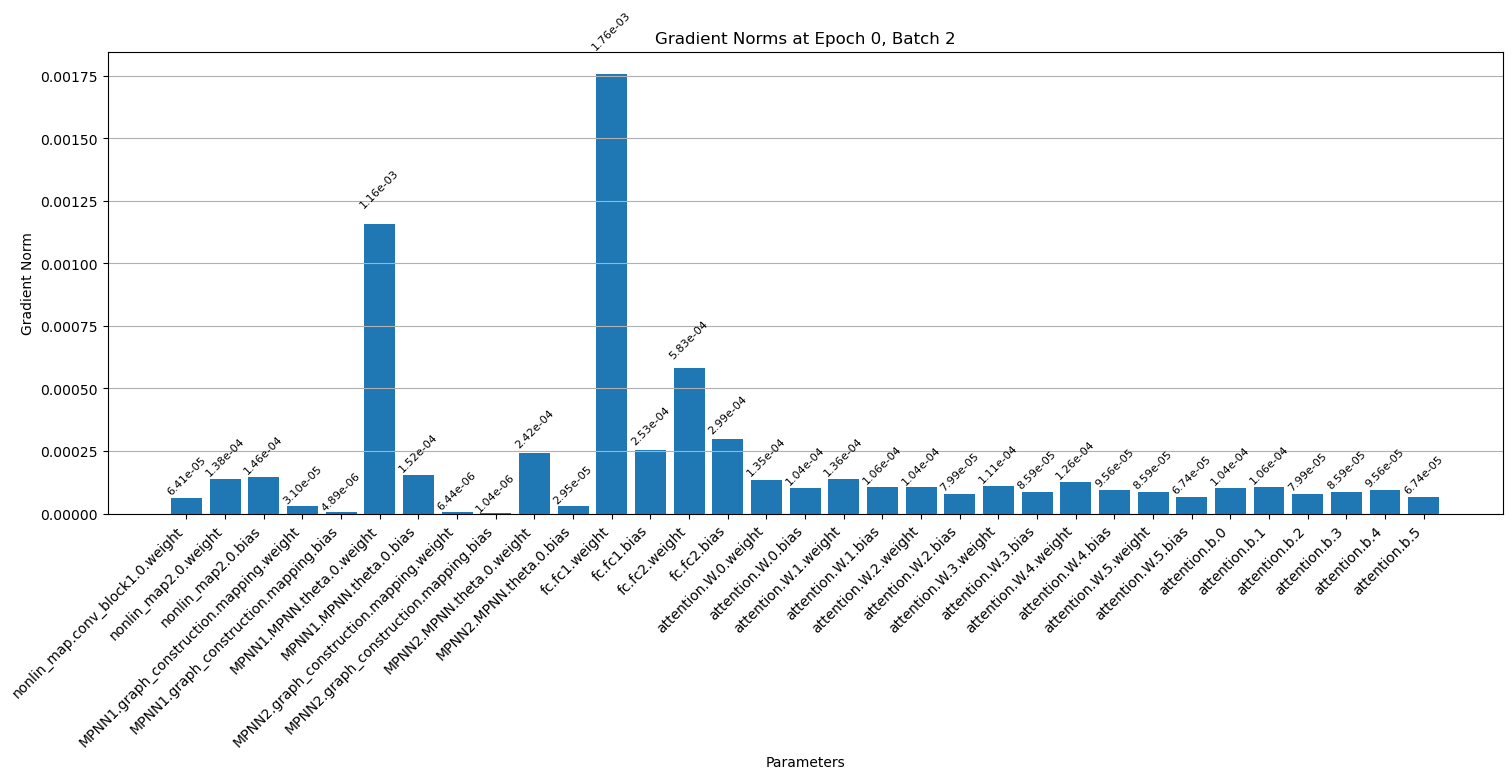 Gradient Norms at Epoch 0, Batch 2
Gradient Norm
0.00175
0.00150
0.00125
0.00100
0.00075
0.00050
0.00025
0.00000
6.41e-05
1.38e-04
1.46e-04
3.10e-05
4.89e-06
1.16e-03
1.52e-04
6.44e-06
1.04e-06
2.42e-04
2.95e-05
1.76e-03
2.53e-04
5.83e-04
2.99e-04
1.35e-04
1.04e-04
1.36e-04
1.06e-04
1.04e-04
7.99e-05
1.11e-04
8.59e-05
1.26e-04
9.56e-05
8.59e-05
6.74e-05
1.04e-04
1.06e-04
7.99e-05
8.59e-05
9.56e-05
6.74e-05
nonlin_map.conv_block1.0.weight
nonlin_map2.0.weight
nonlin_map2.0.bias
MPNN1.graph_construction.mapping.weight
MPNN1.graph_construction.mapping.bias
MPNN1.MPNN.theta.0.weight
MPNN1.MPNN.theta.0.bias
MPNN2.graph_construction.mapping.weight
MPNN2.graph_construction.mapping.bias
MPNN2.MPNN.theta.0.weight
MPNN2.MPNN.theta.0.bias
fc.fc1.weight
fc.fc1.bias
fc.fc2.weight
fc.fc2.bias
attention.W.0.weight
attention.W.0.bias
attention.W.1.weight
attention.W.1.bias
attention.W.2.weight
attention.W.2.bias
attention.W.3.weight
attention.W.3.bias
attention.W.4.weight
attention.W.4.bias
attention.W.5.weight
attention.W.5.bias
attention.b.0
attention.b.1
attention.b.2
attention.b.3
attention.b.4
attention.b.5
Parameters